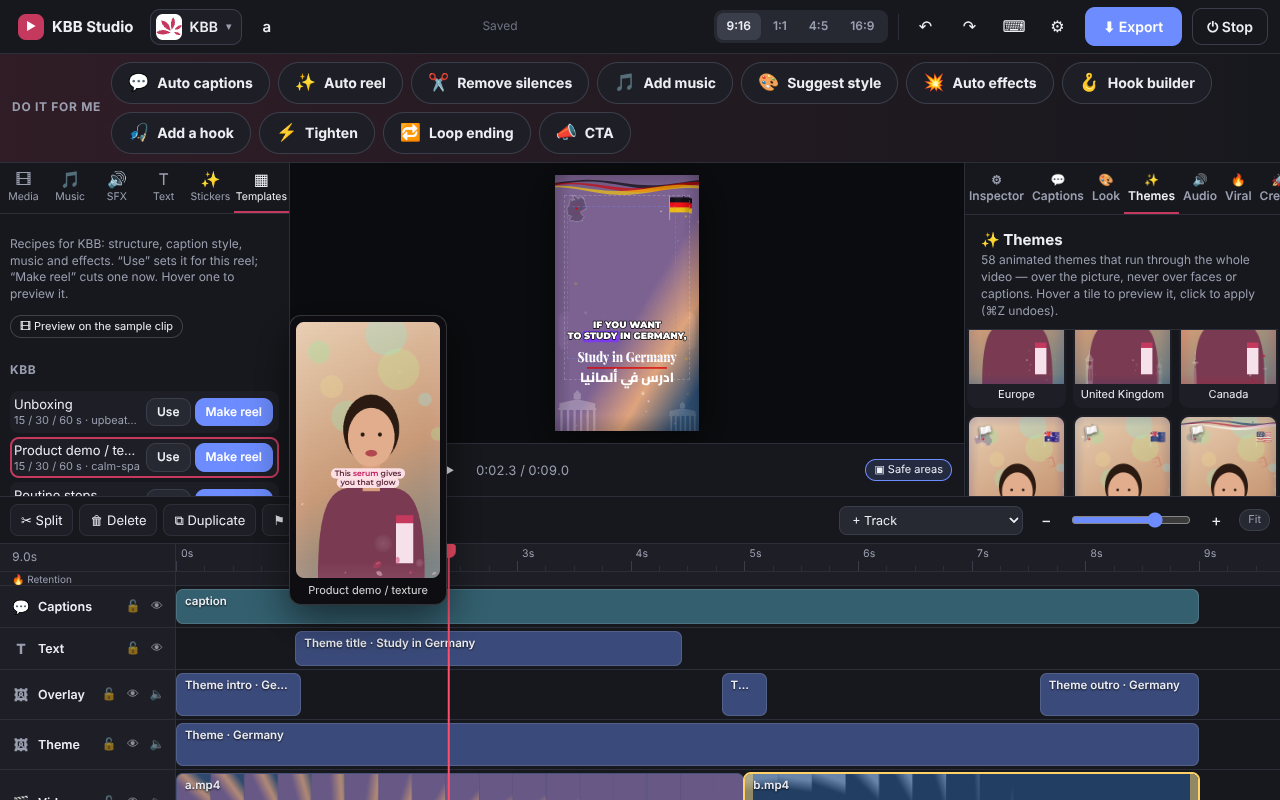 KBB Studio
KBB
a
Saved
9:16
1:1
4:5
16:9
Export
Stop
DO IT FOR ME
Auto captions
Auto reel
Remove silences
Add music
Suggest style
Auto effects
Hook builder
Add a hook
Tighten
Loop ending
CTA
Media
Music
SFX
Text
Stickers
Templates
Recipes for KBB: structure, caption style,
music and effects. “Use” sets it for this reel;
“Make reel” cuts one now. Hover one to
preview it.
Preview on the sample clip
KBB
Unboxing
15 / 30 / 60 s · upbeat...
Use
Make reel
Product demo / te...
15 / 30 / 60 s · calm-spa
Use
Make reel
This serum gives
you that glow
Product demo / texture
IF YOU WANT
TO STUDY IN GERMANY,
Study in Germany
ادرس في ألمانيا
0:02.3 / 0:09.0
Safe areas
Inspector
Captions
Look
Themes
Audio
Viral
Themes
58 animated themes that run through the whole
video — over the picture, never over faces or
captions. Hover a tile to preview it, click to apply
(⌘Z undoes).
Europe
United Kingdom
Canada
Split
Delete
Duplicate
+ Track
−
+
Fit
9.0s
0s
3s
4s
5s
6s
7s
8s
9s
Retention
Captions
caption
Text
Theme title · Study in Germany
Overlay
Theme intro · Ge...
T...
Theme outro · Germany
Theme
Theme · Germany
a.mp4
b.mp4